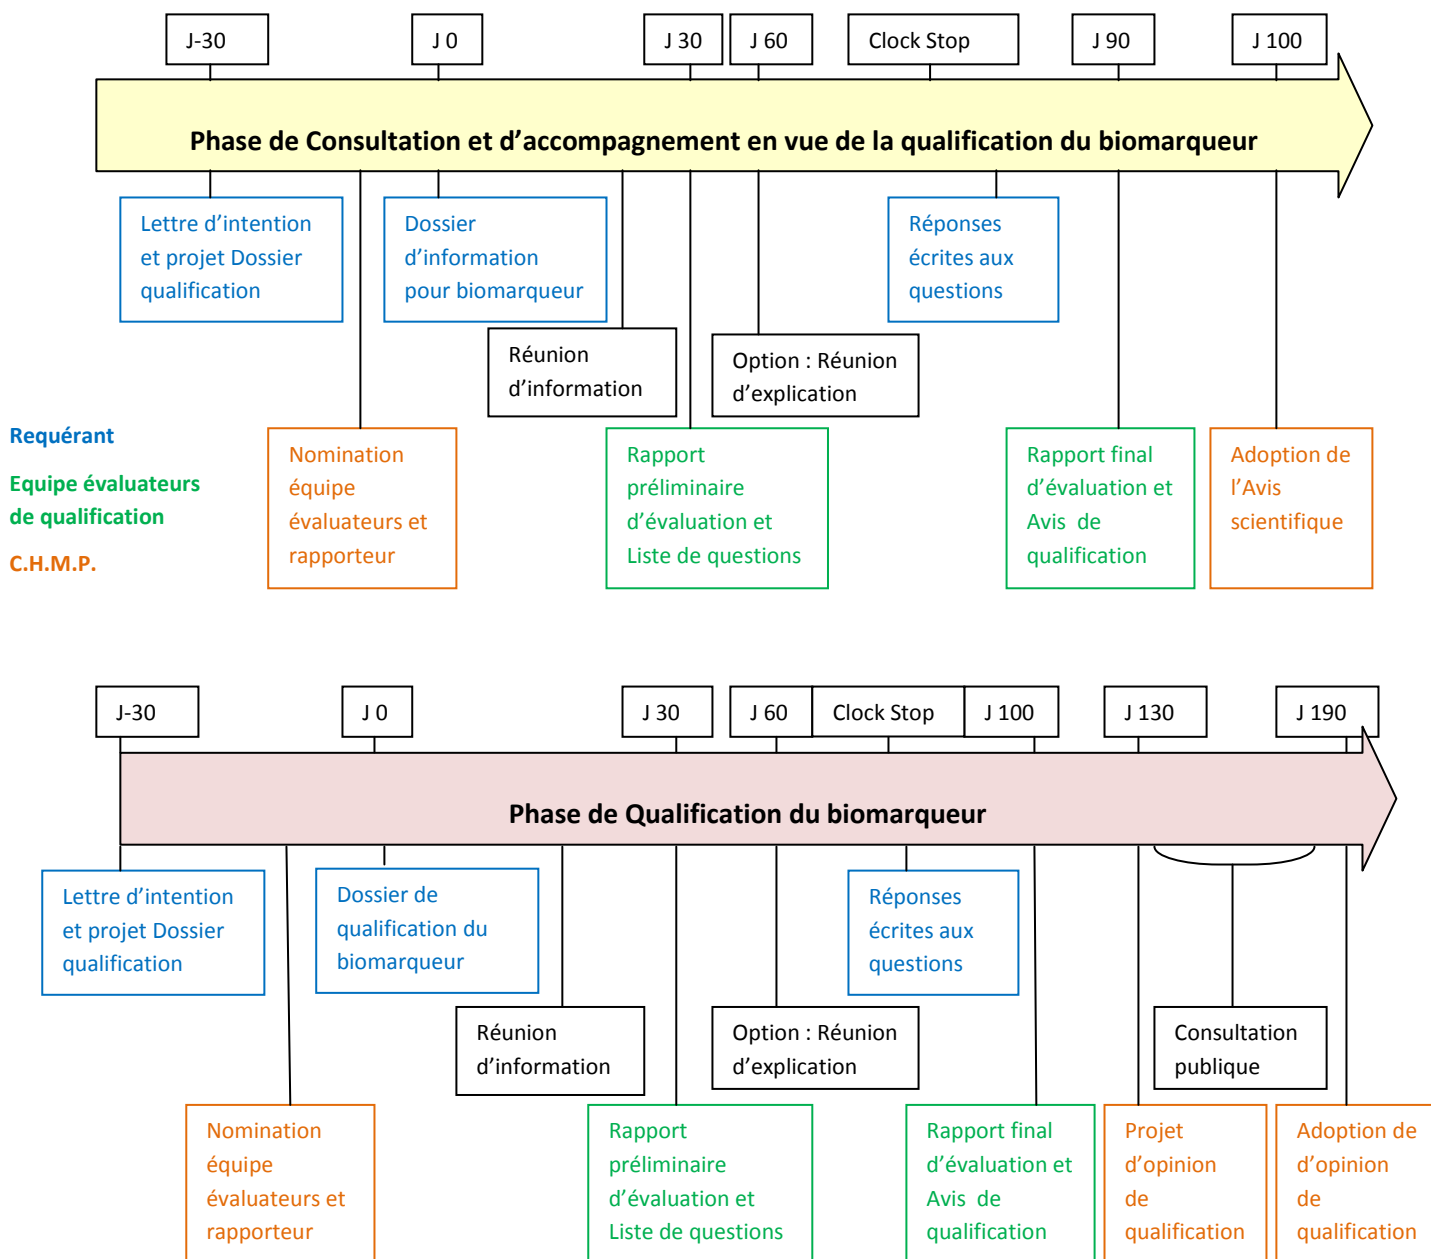 J-30
J 0
J 30
J 60
Clock Stop
J 90
J 100
Phase de Consultation et d'accompagnement en vue de la qualification du biomarqueur
Lettre d'intention
et projet Dossier
qualification
Dossier
d'information
pour biomarqueur
Réponses
écrites aux
questions
Réunion
d'information
Option : Réunion
d'explication
Requérant
Equipe évaluateurs
de qualification
C.H.M.P.
Nomination
équipe
évaluateurs et
rapporteur
Rapport
préliminaire
d'évaluation et
Liste de questions
Rapport final
d'évaluation et
Avis de
qualification
Adoption de
l'Avis
scientifique
J-30
J 0
J 30
J 60
Clock Stop
J 100
J 130
J 190
Phase de Qualification du biomarqueur
Lettre d'intention
et projet Dossier
qualification
Dossier de
qualification du
biomarqueur
Réponses
écrites aux
questions
Réunion
d'information
Option : Réunion
d'explication
Consultation
publique
Nomination
équipe
évaluateurs et
rapporteur
Rapport
préliminaire
d'évaluation et
Liste de questions
Rapport final
d'évaluation et
Avis de
qualification
Projet
d'opinion
de
qualification
Adoption de
d'opinion
de
qualification